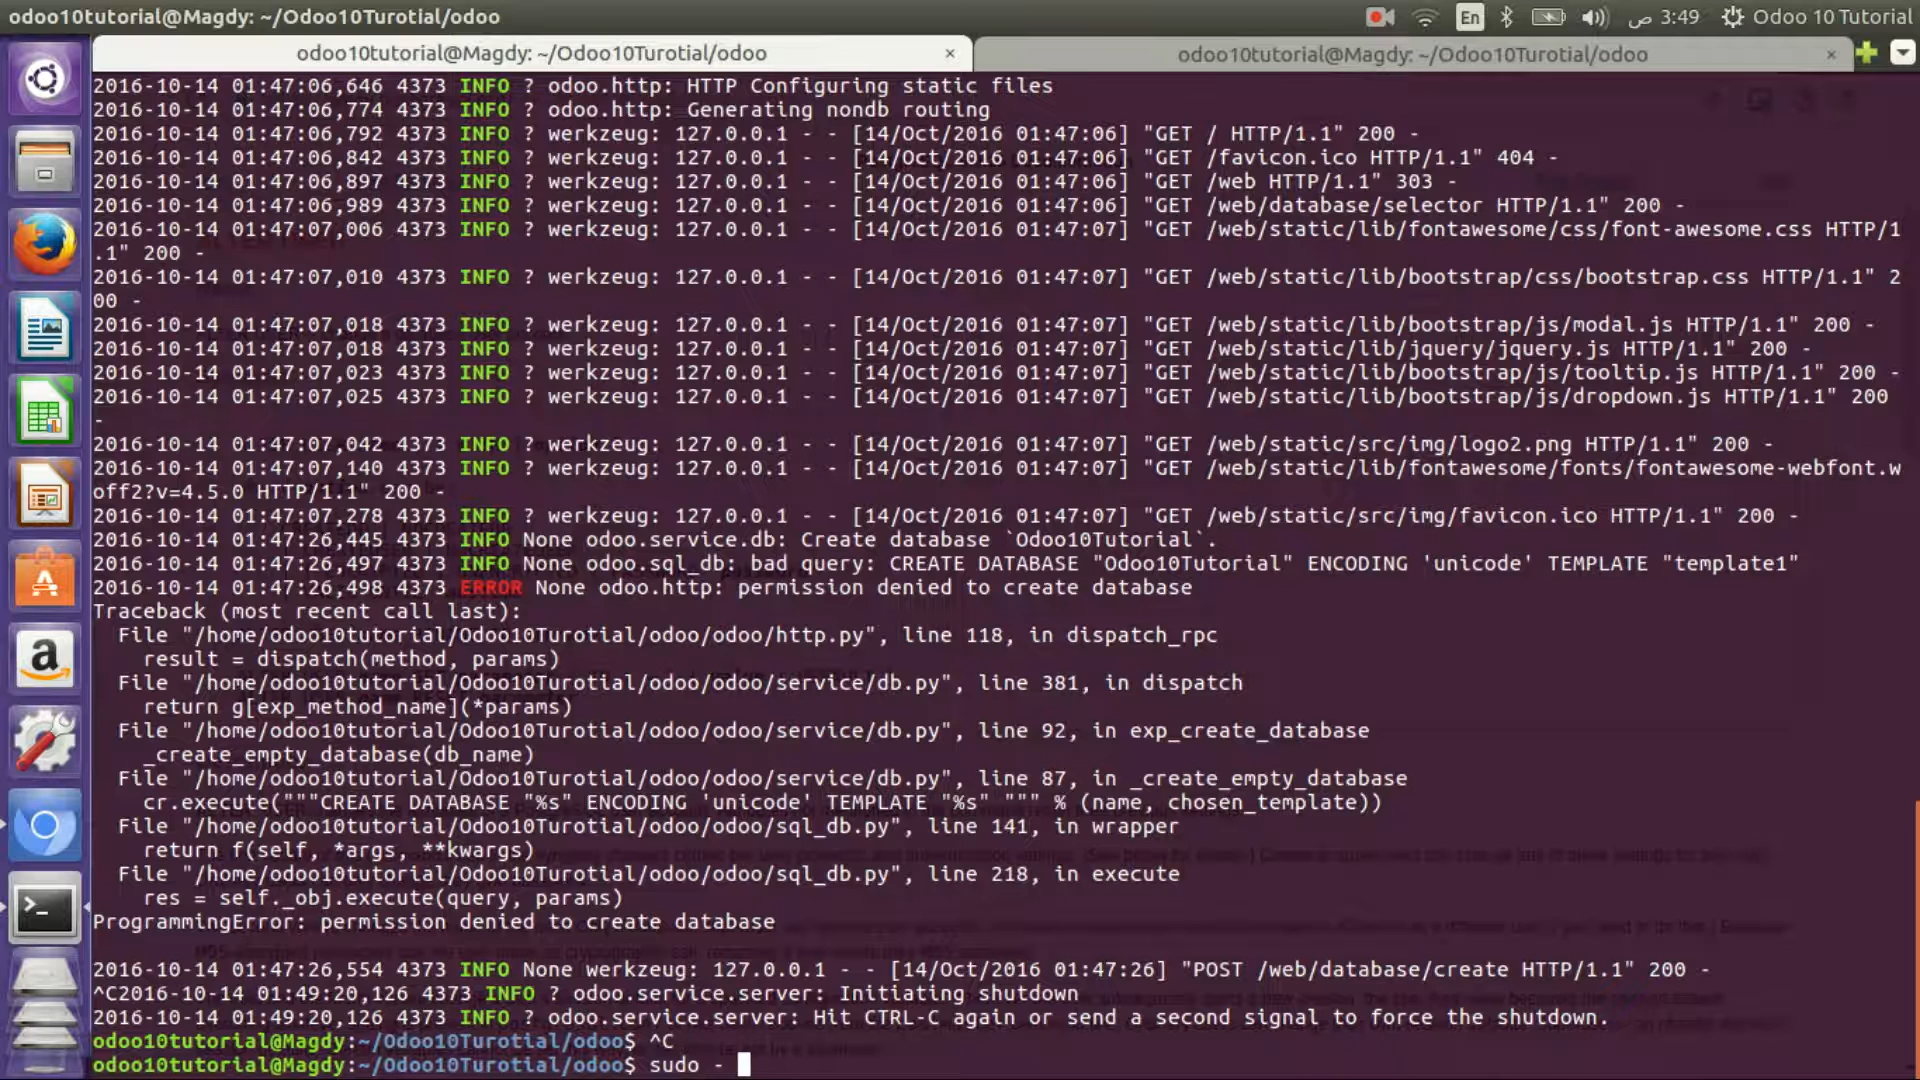 odoo10tutorial@Magdy: ~/Odoo10Turotial/odoo
En
3:49 ص
Odoo 10 Tutorial
odoo10tutorial@Magdy: ~/Odoo10Turotial/odoo ×
odoo10tutorial@Magdy: ~/Odoo10Turotial/odoo ×
2016-10-14 01:47:06,646 4373 INFO ? odoo.http: HTTP Configuring static files
2016-10-14 01:47:06,774 4373 INFO ? odoo.http: Generating nondb routing
2016-10-14 01:47:06,792 4373 INFO ? werkzeug: 127.0.0.1 - - [14/Oct/2016 01:47:06] "GET / HTTP/1.1" 200 -
2016-10-14 01:47:06,842 4373 INFO ? werkzeug: 127.0.0.1 - - [14/Oct/2016 01:47:06] "GET /favicon.ico HTTP/1.1" 404 -
2016-10-14 01:47:06,897 4373 INFO ? werkzeug: 127.0.0.1 - - [14/Oct/2016 01:47:06] "GET /web HTTP/1.1" 303 -
2016-10-14 01:47:06,989 4373 INFO ? werkzeug: 127.0.0.1 - - [14/Oct/2016 01:47:06] "GET /web/database/selector HTTP/1.1" 200 -
2016-10-14 01:47:07,006 4373 INFO ? werkzeug: 127.0.0.1 - - [14/Oct/2016 01:47:07] "GET /web/static/lib/fontawesome/css/font-awesome.css HTTP/1
.1" 200 -
2016-10-14 01:47:07,010 4373 INFO ? werkzeug: 127.0.0.1 - - [14/Oct/2016 01:47:07] "GET /web/static/lib/bootstrap/css/bootstrap.css HTTP/1.1" 2
00 -
2016-10-14 01:47:07,018 4373 INFO ? werkzeug: 127.0.0.1 - - [14/Oct/2016 01:47:07] "GET /web/static/lib/bootstrap/js/modal.js HTTP/1.1" 200 -
2016-10-14 01:47:07,018 4373 INFO ? werkzeug: 127.0.0.1 - - [14/Oct/2016 01:47:07] "GET /web/static/lib/jquery/jquery.js HTTP/1.1" 200 -
2016-10-14 01:47:07,023 4373 INFO ? werkzeug: 127.0.0.1 - - [14/Oct/2016 01:47:07] "GET /web/static/lib/bootstrap/js/tooltip.js HTTP/1.1" 200 -
2016-10-14 01:47:07,025 4373 INFO ? werkzeug: 127.0.0.1 - - [14/Oct/2016 01:47:07] "GET /web/static/lib/bootstrap/js/dropdown.js HTTP/1.1" 200
-
2016-10-14 01:47:07,042 4373 INFO ? werkzeug: 127.0.0.1 - - [14/Oct/2016 01:47:07] "GET /web/static/src/img/logo2.png HTTP/1.1" 200 -
2016-10-14 01:47:07,140 4373 INFO ? werkzeug: 127.0.0.1 - - [14/Oct/2016 01:47:07] "GET /web/static/lib/fontawesome/fonts/fontawesome-webfont.w
off2?v=4.5.0 HTTP/1.1" 200 -
2016-10-14 01:47:07,278 4373 INFO ? werkzeug: 127.0.0.1 - - [14/Oct/2016 01:47:07] "GET /web/static/src/img/favicon.ico HTTP/1.1" 200 -
2016-10-14 01:47:26,445 4373 INFO None odoo.service.db: Create database `Odoo10Tutorial`.
2016-10-14 01:47:26,497 4373 INFO None odoo.sql_db: bad query: CREATE DATABASE "Odoo10Tutorial" ENCODING 'unicode' TEMPLATE "template1"
2016-10-14 01:47:26,498 4373 ERROR None odoo.http: permission denied to create database
Traceback (most recent call last):
  File "/home/odoo10tutorial/Odoo10Turotial/odoo/odoo/http.py", line 118, in dispatch_rpc
    result = dispatch(method, params)
  File "/home/odoo10tutorial/Odoo10Turotial/odoo/odoo/service/db.py", line 381, in dispatch
    return g[exp_method_name](*params)
  File "/home/odoo10tutorial/Odoo10Turotial/odoo/odoo/service/db.py", line 92, in exp_create_database
    _create_empty_database(db_name)
  File "/home/odoo10tutorial/Odoo10Turotial/odoo/odoo/service/db.py", line 87, in _create_empty_database
    cr.execute("""CREATE DATABASE "%s" ENCODING 'unicode' TEMPLATE "%s" """ % (name, chosen_template))
  File "/home/odoo10tutorial/Odoo10Turotial/odoo/odoo/sql_db.py", line 141, in wrapper
    return f(self, *args, **kwargs)
  File "/home/odoo10tutorial/Odoo10Turotial/odoo/odoo/sql_db.py", line 218, in execute
    res = self._obj.execute(query, params)
ProgrammingError: permission denied to create database
2016-10-14 01:47:26,554 4373 INFO None werkzeug: 127.0.0.1 - - [14/Oct/2016 01:47:26] "POST /web/database/create HTTP/1.1" 200 -
^C2016-10-14 01:49:20,126 4373 INFO ? odoo.service.server: Initiating shutdown
2016-10-14 01:49:20,126 4373 INFO ? odoo.service.server: Hit CTRL-C again or send a second signal to force the shutdown.
odoo10tutorial@Magdy:~/Odoo10Turotial/odoo$ ^C
odoo10tutorial@Magdy:~/Odoo10Turotial/odoo$ sudo -